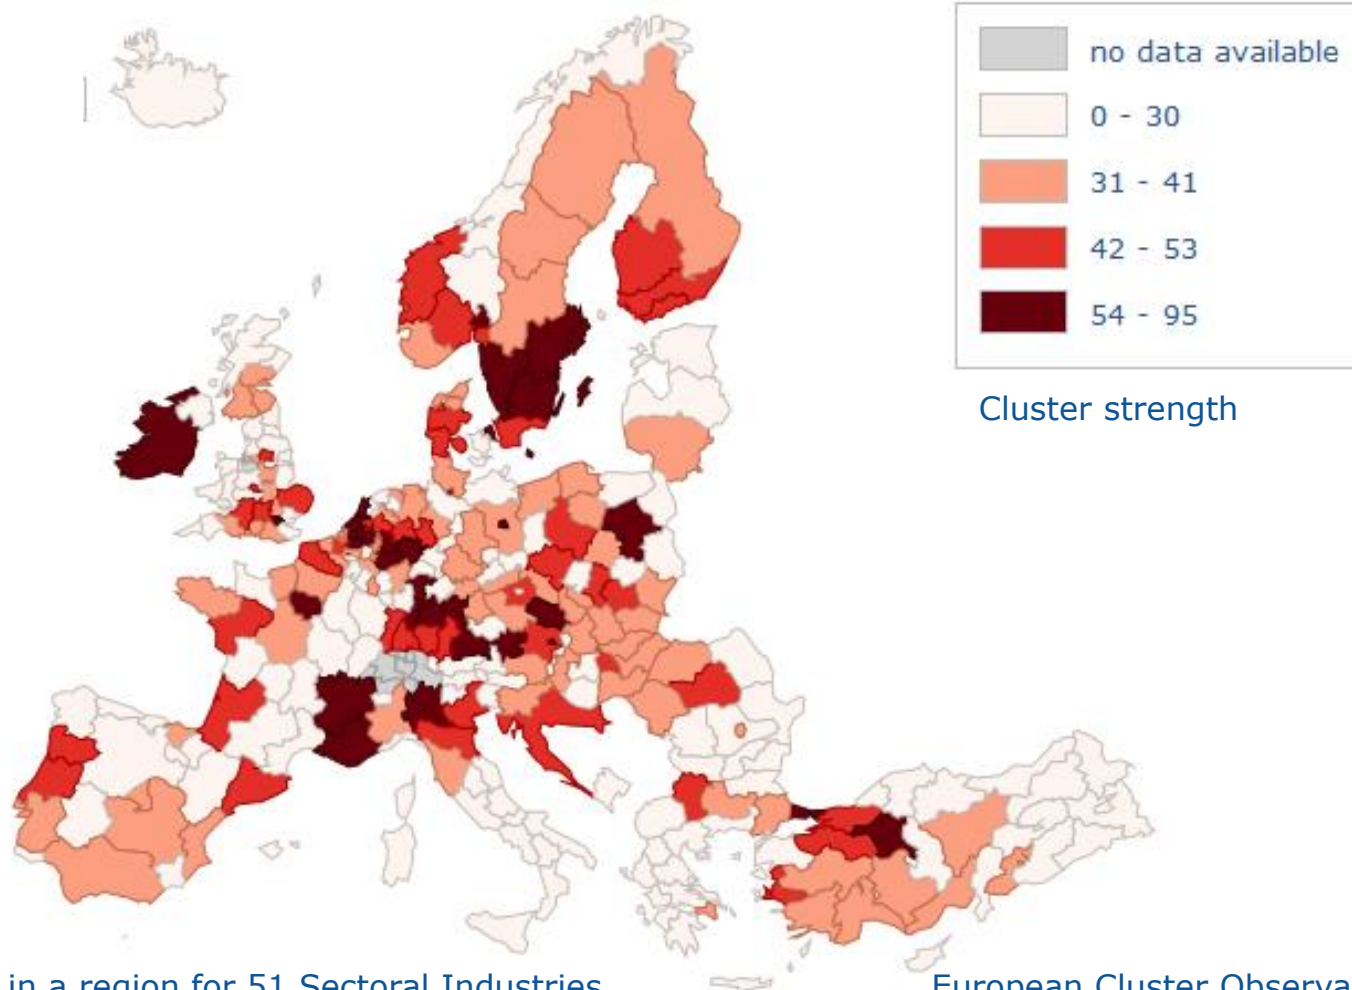 no data available
0 - 30
31 - 41
42 - 53
54 - 95
Cluster strength
in a region for 51 Sectoral Industries
European Cluster Observa